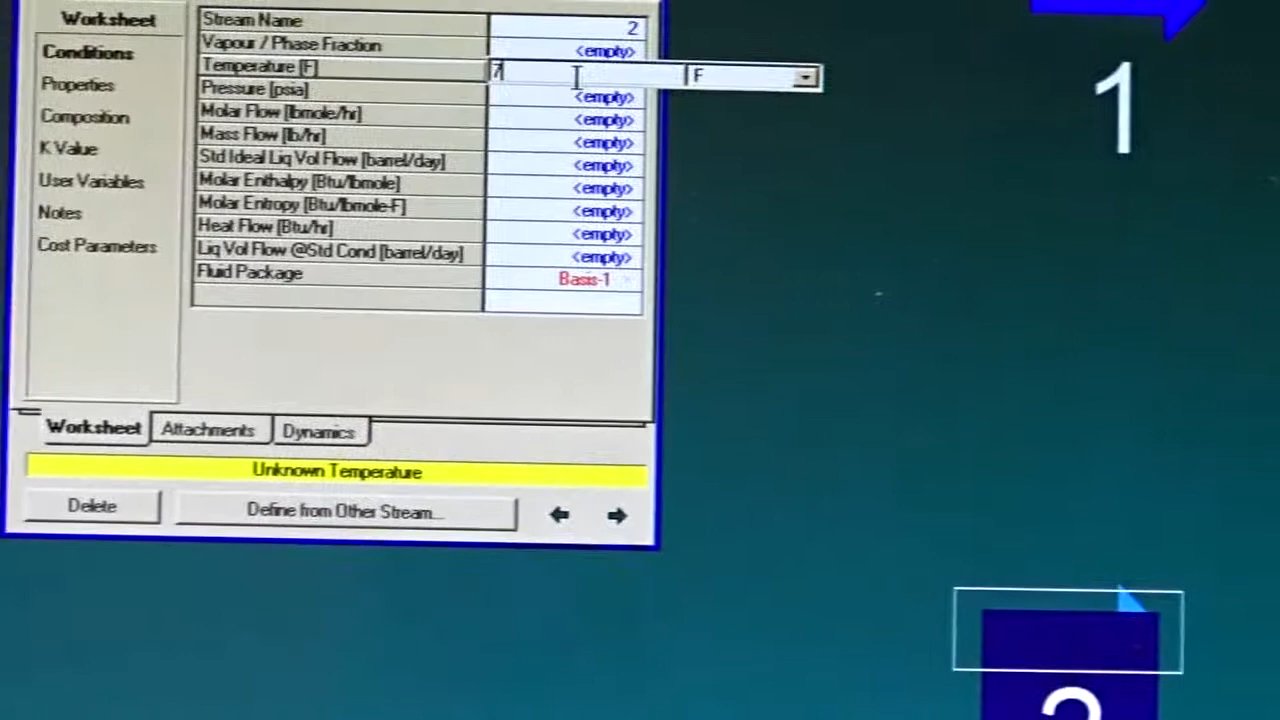 Worksheet
Conditions
Properties
Composition
K Value
User Variables
Notes
Cost Parameters
Stream Name 2
Vapour / Phase Fraction <empty>
Temperature [F] 7 F
Pressure [psia] <empty>
Molar Flow [lbmole/hr] <empty>
Mass Flow [lb/hr] <empty>
Std Ideal Liq Vol Flow [barrel/day] <empty>
Molar Enthalpy [Btu/lbmole] <empty>
Molar Entropy [Btu/lbmole-F] <empty>
Heat Flow [Btu/hr] <empty>
Liq Vol Flow @Std Cond [barrel/day] <empty>
Fluid Package Basis-1
Worksheet Attachments Dynamics
Unknown Temperature
Delete Define from Other Stream...
1
2